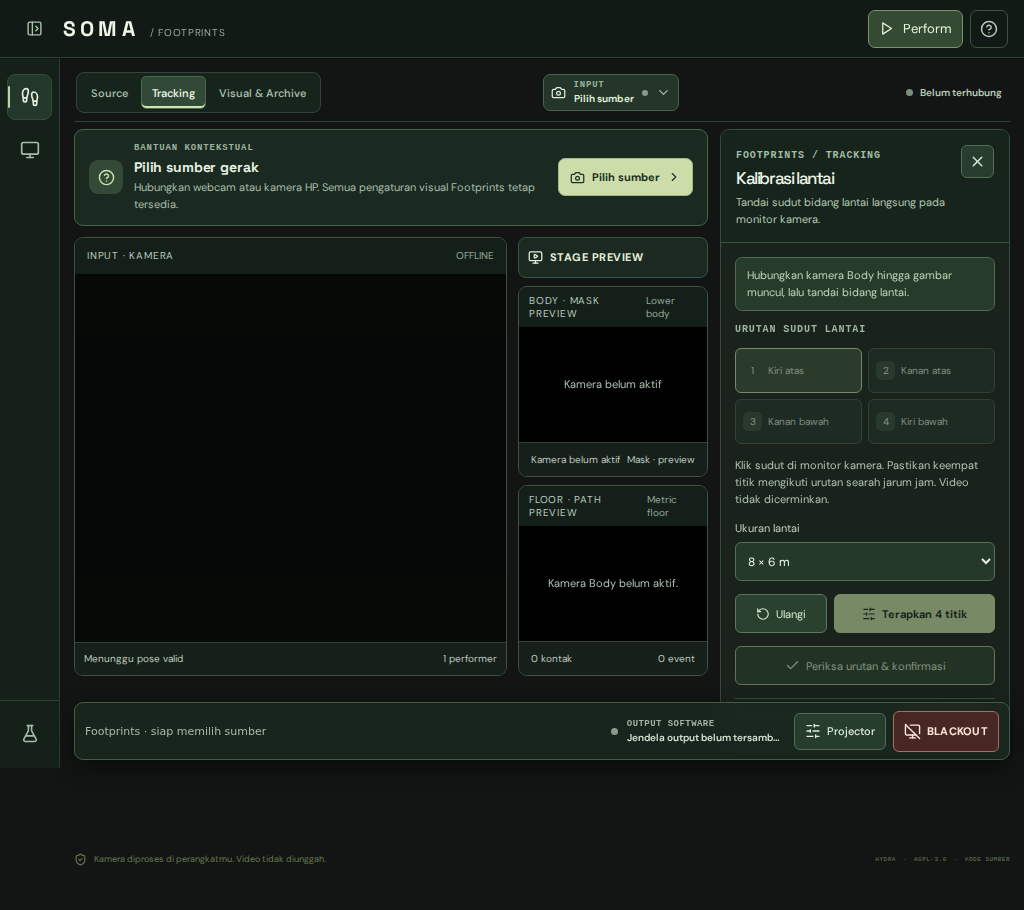 SOMA / FOOTPRINTS
Perform
Source
Tracking
Visual & Archive
INPUT
Pilih sumber
Belum terhubung
BANTUAN KONTEKSTUAL
Pilih sumber gerak
Hubungkan webcam atau kamera HP. Semua pengaturan visual Footprints tetap
tersedia.
Pilih sumber
INPUT · KAMERA
OFFLINE
Menunggu pose valid
1 performer
STAGE PREVIEW
BODY · MASK
PREVIEW
Lower
body
Kamera belum aktif
Kamera belum aktif
Mask · preview
FLOOR · PATH
PREVIEW
Metric
floor
Kamera Body belum aktif.
0 kontak
0 event
FOOTPRINTS / TRACKING
Kalibrasi lantai
Tandai sudut bidang lantai langsung pada
monitor kamera.
Hubungkan kamera Body hingga gambar
muncul, lalu tandai bidang lantai.
URUTAN SUDUT LANTAI
1 Kiri atas
2 Kanan atas
3 Kanan bawah
4 Kiri bawah
Klik sudut di monitor kamera. Pastikan keempat
titik mengikuti urutan searah jarum jam. Video
tidak dicerminkan.
Ukuran lantai
8 × 6 m
Ulangi
Terapkan 4 titik
Periksa urutan & konfirmasi
Footprints · siap memilih sumber
OUTPUT SOFTWARE
Jendela output belum tersamb...
Projector
BLACKOUT
Kamera diproses di perangkatmu. Video tidak diunggah.
HYDRA · AGPL-3.0 · KODE SUMBER